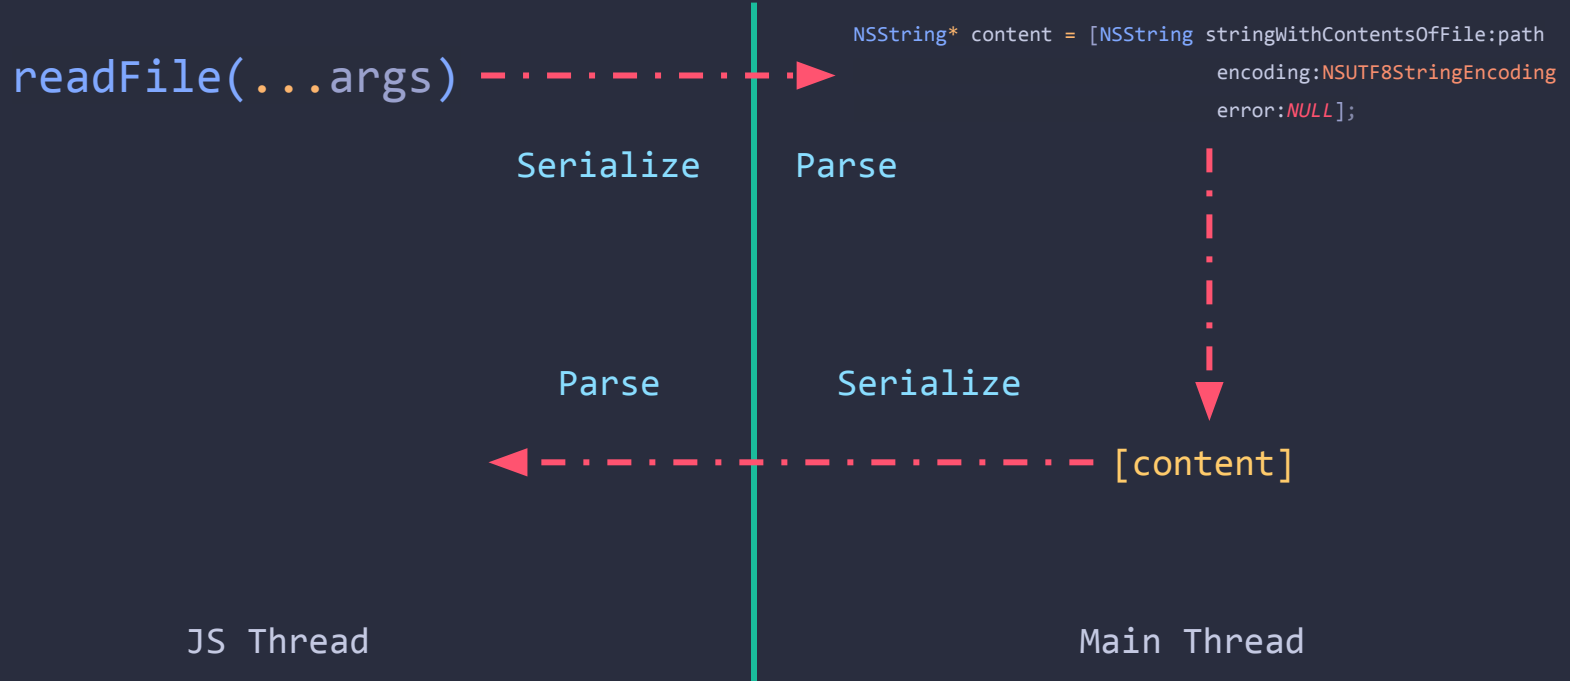 readFile(...args)
NSString* content = [NSString stringWithContentsOfFile:path
encoding:NSUTF8StringEncoding
error:NULL];
Serialize
Parse
Parse
Serialize
[content]
JS Thread
Main Thread